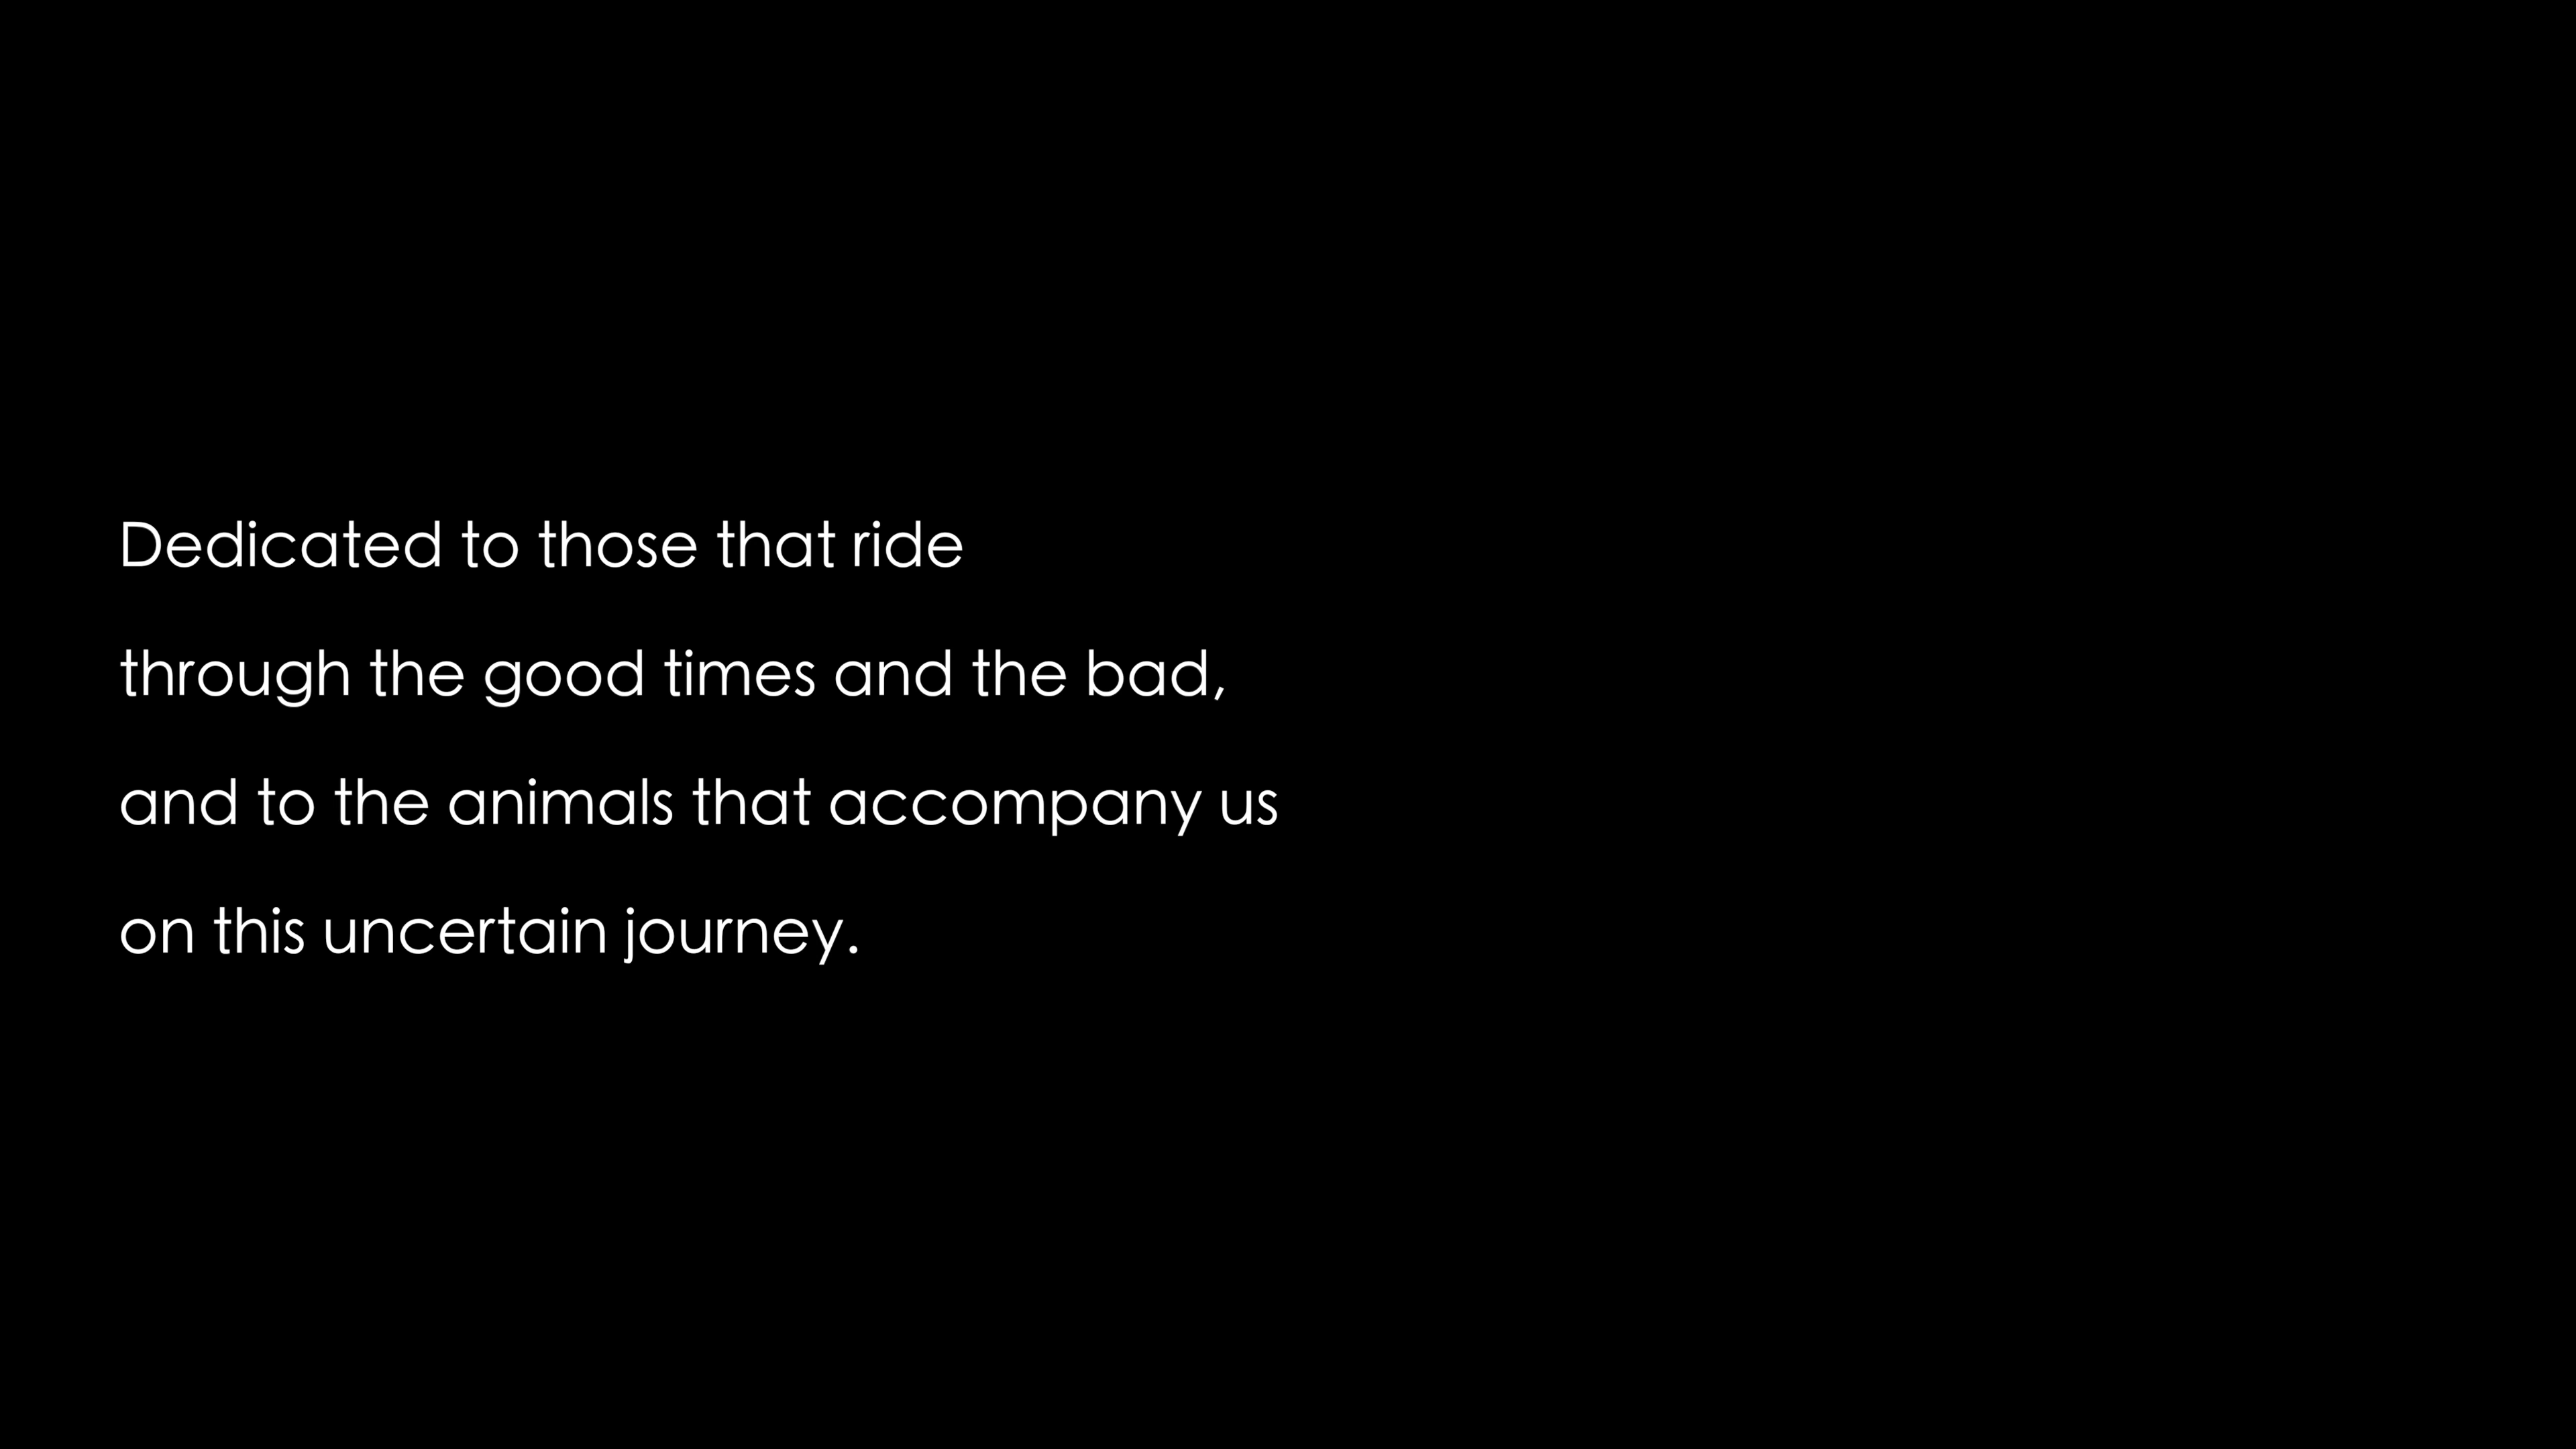 Dedicated to those that ride
through the good times and the bad,
and to the animals that accompany us
on this uncertain journey.